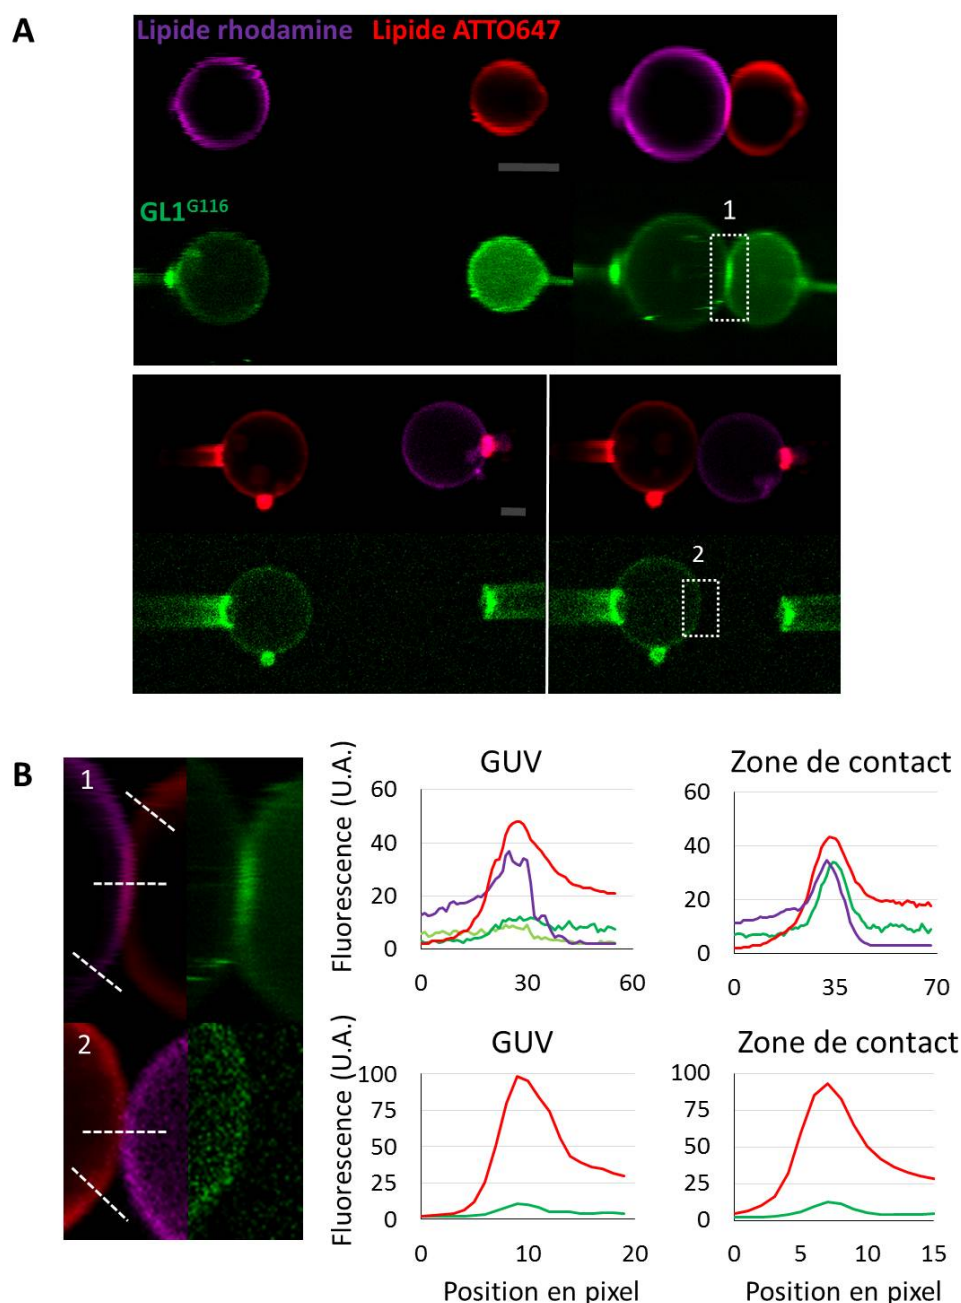 A
Lipide rhodamine Lipide ATTO647
GL1G116
1
2
B
1
2
GUV
Fluorescence (U.A.)
60
40
20
0
0 30 60
Zone de contact
60
40
20
0
0 35 70
GUV
Fluorescence (U.A.)
100
75
50
25
0
0 10 20
Position en pixel
Zone de contact
100
75
50
25
0
0 5 10 15
Position en pixel